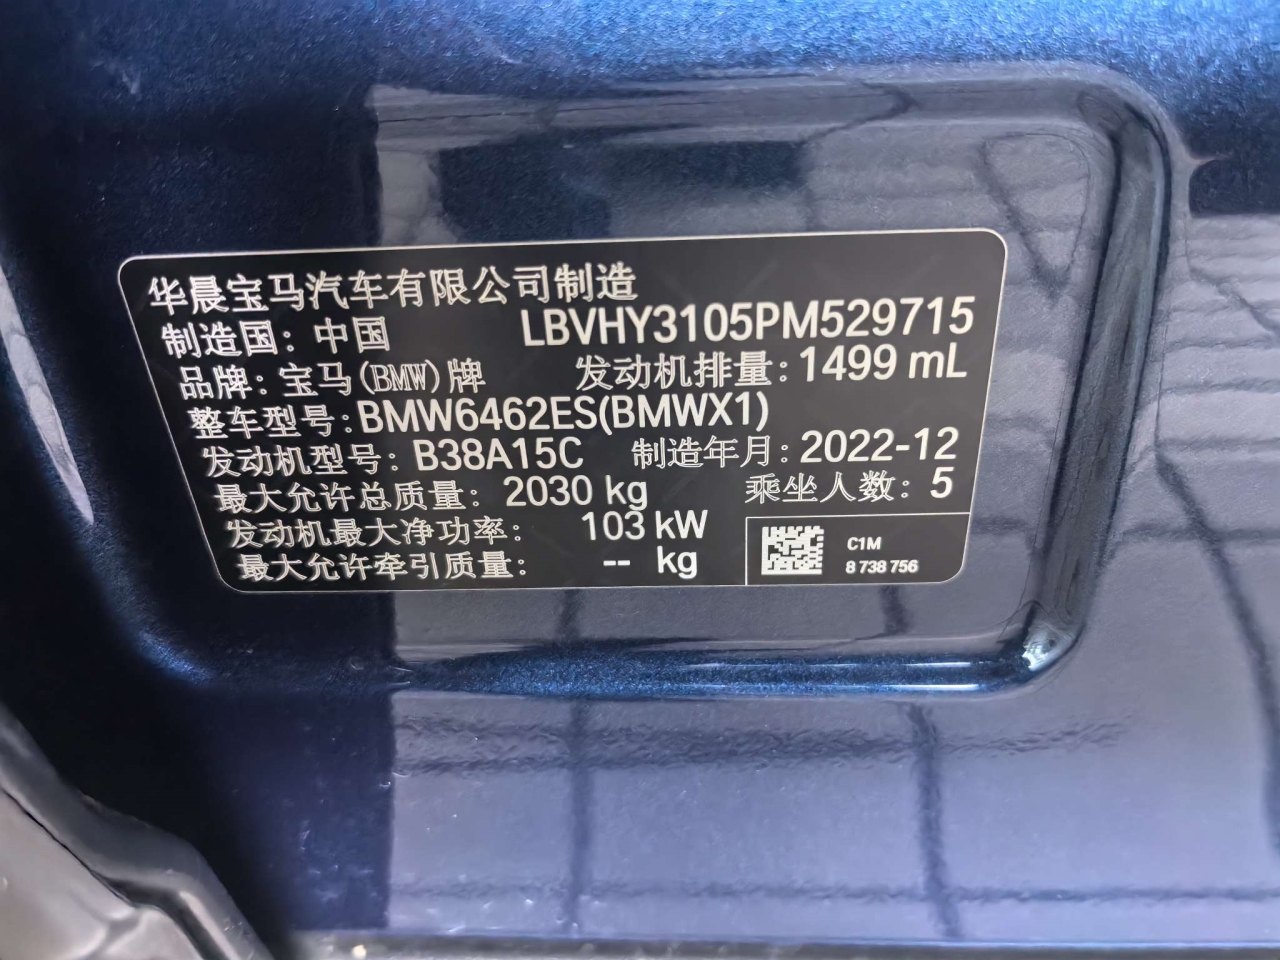 华晨宝马汽车有限公司制造
制造国：中国 LBVHY3105PM529715
品牌：宝马(BMW)牌 发动机排量：1499 mL
整车型号：BMW6462ES(BMWX1)
发动机型号：B38A15C 制造年月：2022-12
最大允许总质量：2030 kg 乘坐人数：5
发动机最大净功率：103 kW
最大允许牵引质量：-- kg
C1M
8 738 756